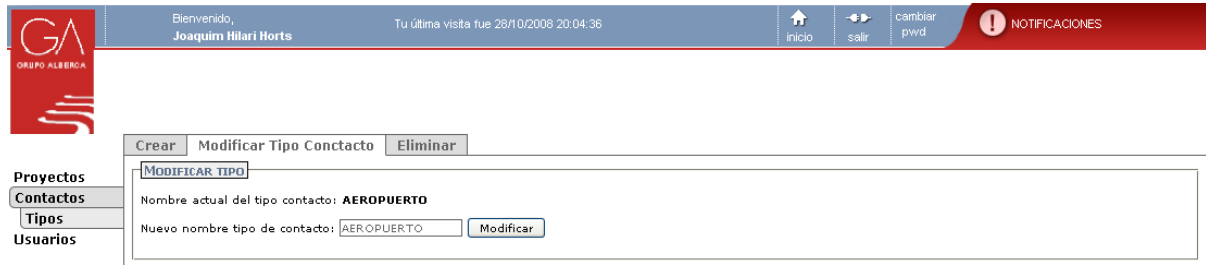 GA
GRUPO ALBERCA
Bienvenido,
Joaquim Hilari Horts
Tu última visita fue 28/10/2008 20:04:36
inicio
salir
cambiar
pwd
! NOTIFICACIONES
Crear Modificar Tipo Conctacto Eliminar
Proyectos
Contactos
Tipos
Usuarios
MODIFICAR TIPO
Nombre actual del tipo contacto: AEROPUERTO
Nuevo nombre tipo de contacto: AEROPUERTO Modificar